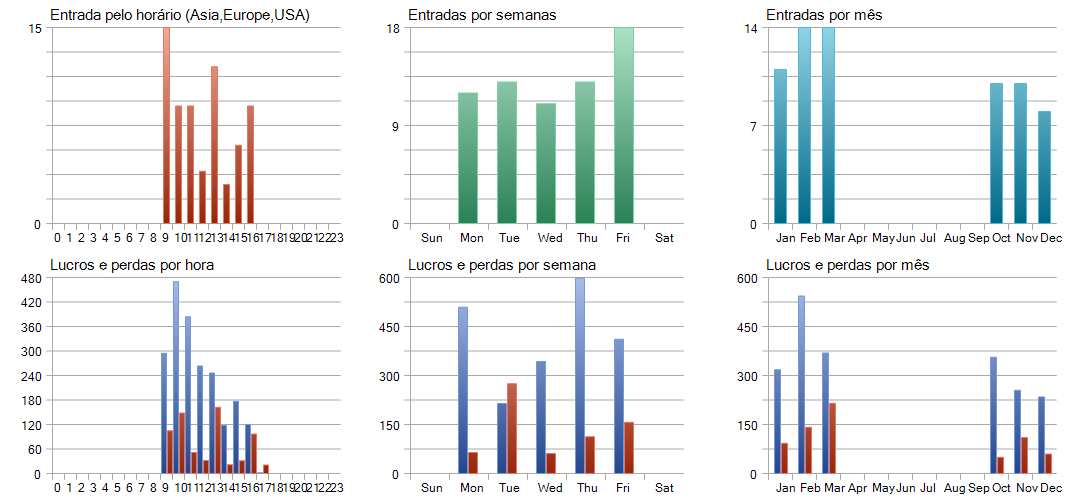 Entrada pelo horário (Asia,Europe,USA)
15
0
0 1 2 3 4 5 6 7 8 9 10 11 12 13 14 15 16 17 18 19 20 21 22 23
Entradas por semanas
18
9
0
Sun Mon Tue Wed Thu Fri Sat
Entradas por mês
14
7
0
Jan Feb Mar Apr May Jun Jul Aug Sep Oct Nov Dec
Lucros e perdas por hora
480
420
360
300
240
180
120
60
0
0 1 2 3 4 5 6 7 8 9 10 11 12 13 14 15 16 17 18 19 20 21 22 23
Lucros e perdas por semana
600
450
300
150
0
Sun Mon Tue Wed Thu Fri Sat
Lucros e perdas por mês
600
450
300
150
0
Jan Feb Mar Apr May Jun Jul Aug Sep Oct Nov Dec